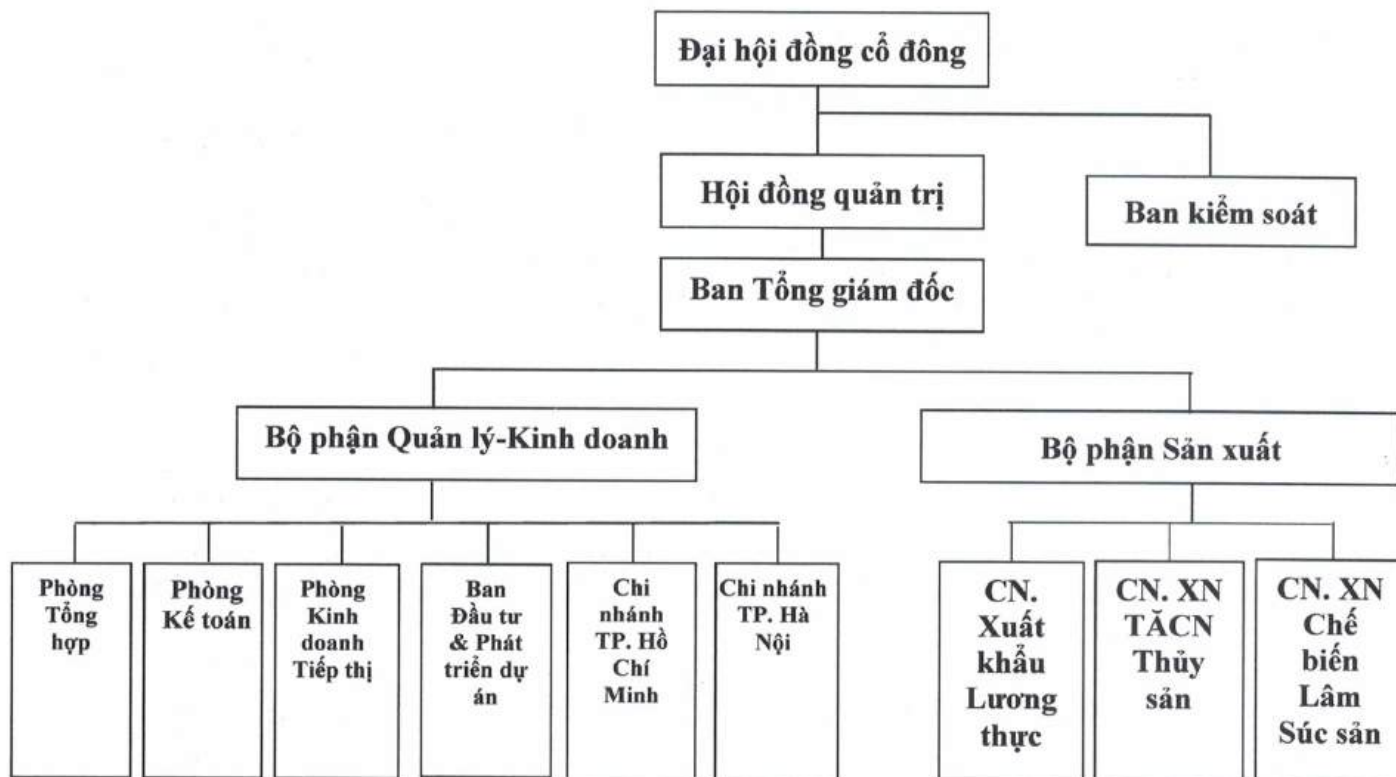 Đại hội đồng cổ đông
Hội đồng quản trị
Ban kiểm soát
Ban Tổng giám đốc
Bộ phận Quản lý-Kinh doanh
Bộ phận Sản xuất
Phòng
Tổng
hợp
Phòng
Kế toán
Phòng
Kinh
doanh
Tiếp thị
Ban
Đầu tư
& Phát
triển dự
án
Chi
nhánh
TP. Hồ
Chí
Minh
Chi nhánh
TP. Hà
Nội
CN.
Xuất
khẩu
Lương
thực
CN. XN
TĂCN
Thủy
sản
CN. XN
Chế
biến
Lâm
Súc sản